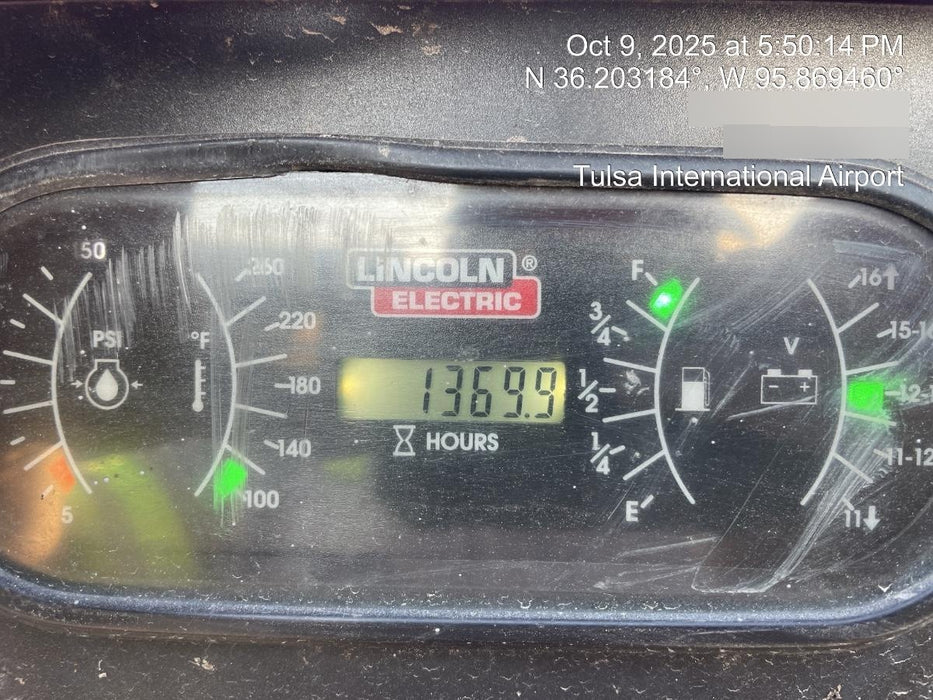 Oct 9, 2025 at 5:50:14 PM
N 36.203184°, W 95.869460°
Tulsa International Airport
LINCOLN®
ELECTRIC
50
PSI
5
°F
260
220
180
140
100
1369.9
HOURS
F
3/4
1/2
1/4
E
V
- +
16↑
15-
12-
11-12
11↓